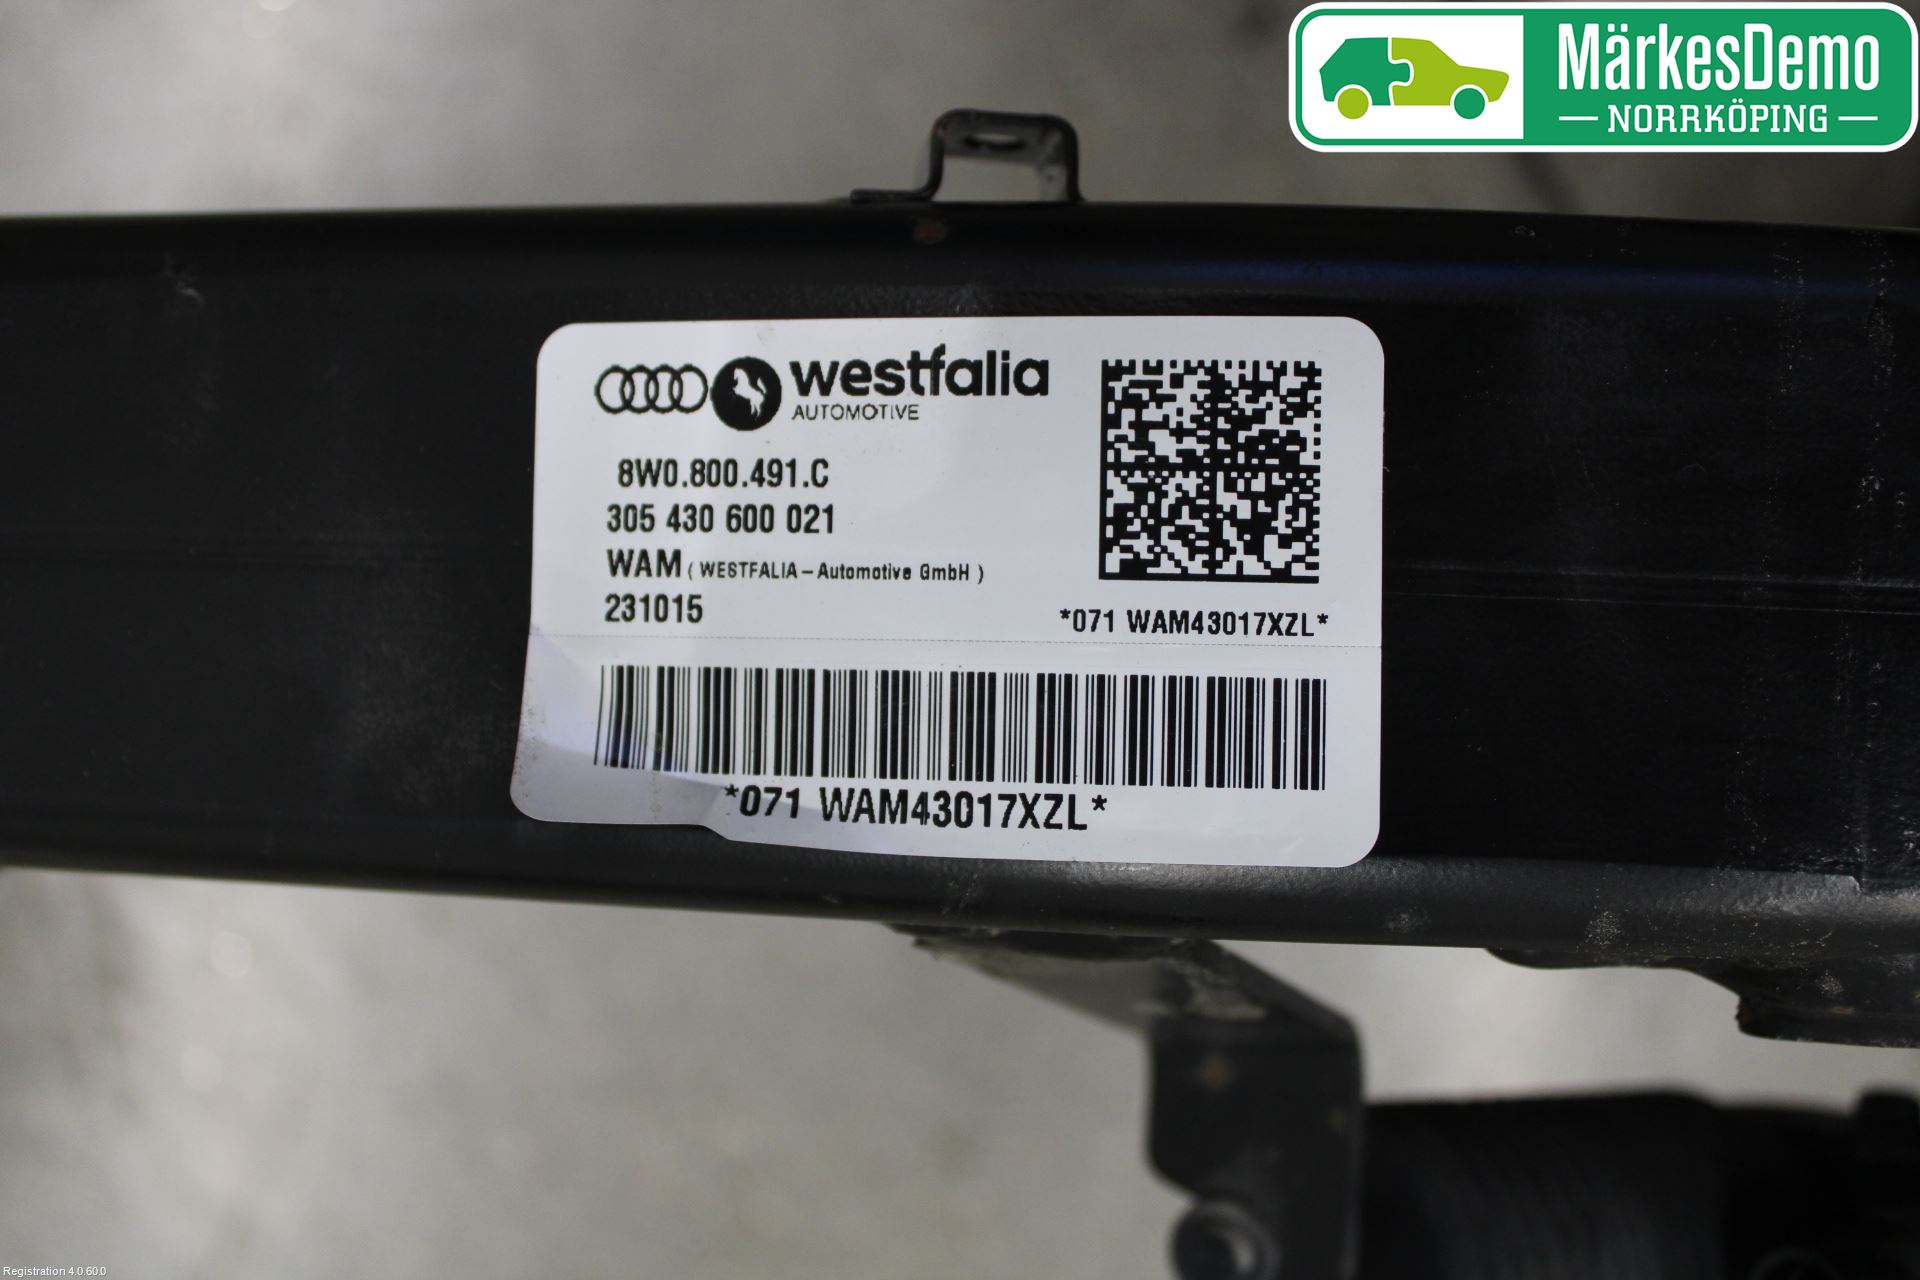 MärkesDemo
NORRKÖPING
westfalia
AUTOMOTIVE
8W0.800.491.C
305 430 600 021
WAM ( WESTFALIA-Automotive GmbH )
231015
*071 WAM43017XZL*
*071 WAM43017XZL*
Registration 4.0.60.0